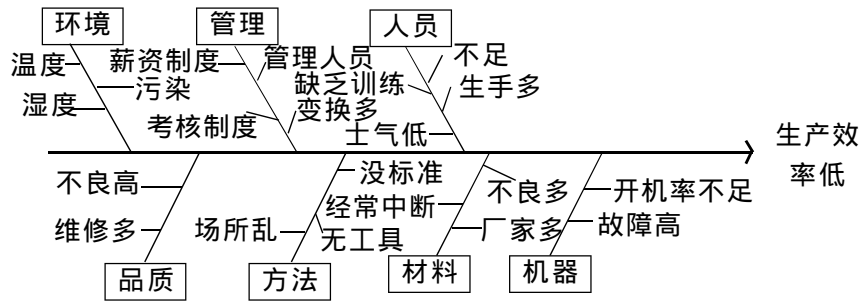 环境
管理
人员
温度
薪资制度
管理人员
不足
湿度
污染
缺乏训练
生手多
考核制度
变换多
士气低
生产效
率低
不良高
没标准
不良多
开机率不足
维修多
场所乱
经常中断
无工具
厂家多
故障高
品质
方法
材料
机器